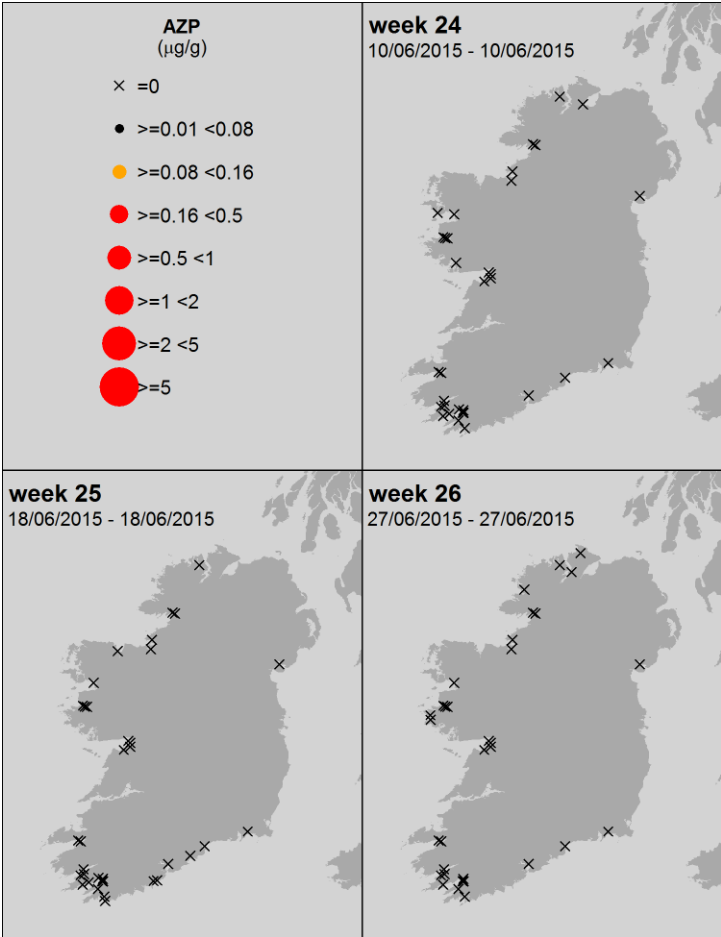 AZP
(µg/g)
=0
>=0.01 <0.08
>=0.08 <0.16
>=0.16 <0.5
>=0.5 <1
>=1 <2
>=2 <5
>=5
week 24
10/06/2015 - 10/06/2015
week 25
18/06/2015 - 18/06/2015
week 26
27/06/2015 - 27/06/2015